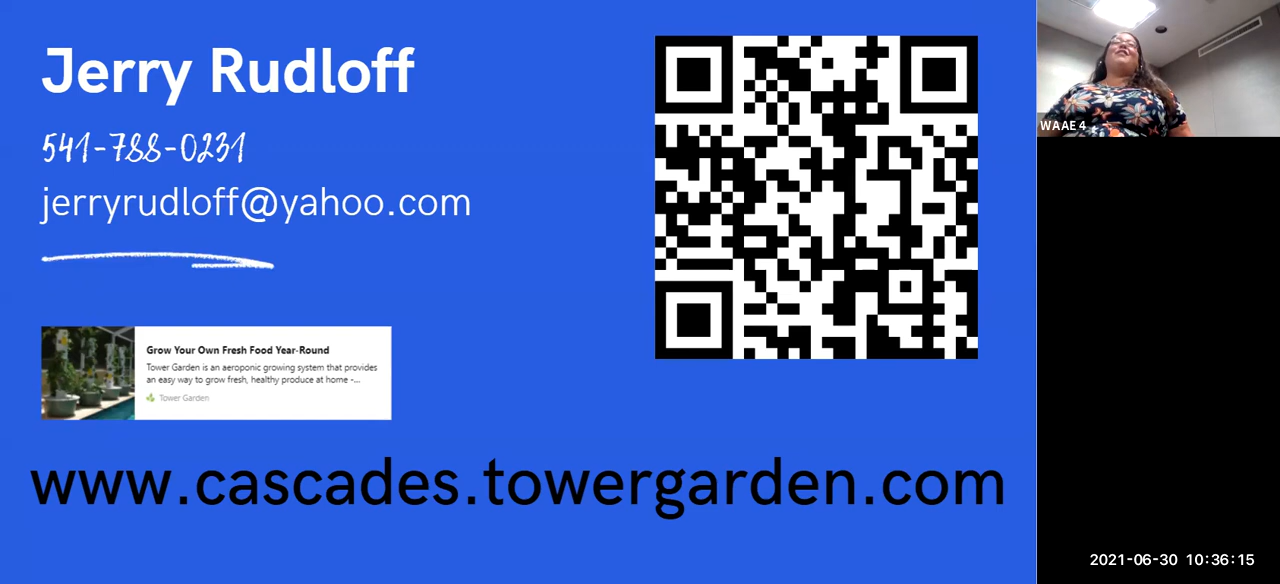 Jerry Rudloff
541-788-0231
jerryrudloff@yahoo.com
Grow Your Own Fresh Food Year-Round
Tower Garden is an aeroponic growing system that provides
an easy way to grow fresh, healthy produce at home -...
Tower Garden
www.cascades.towergarden.com
WAAE 4
2021-06-30 10:36:15